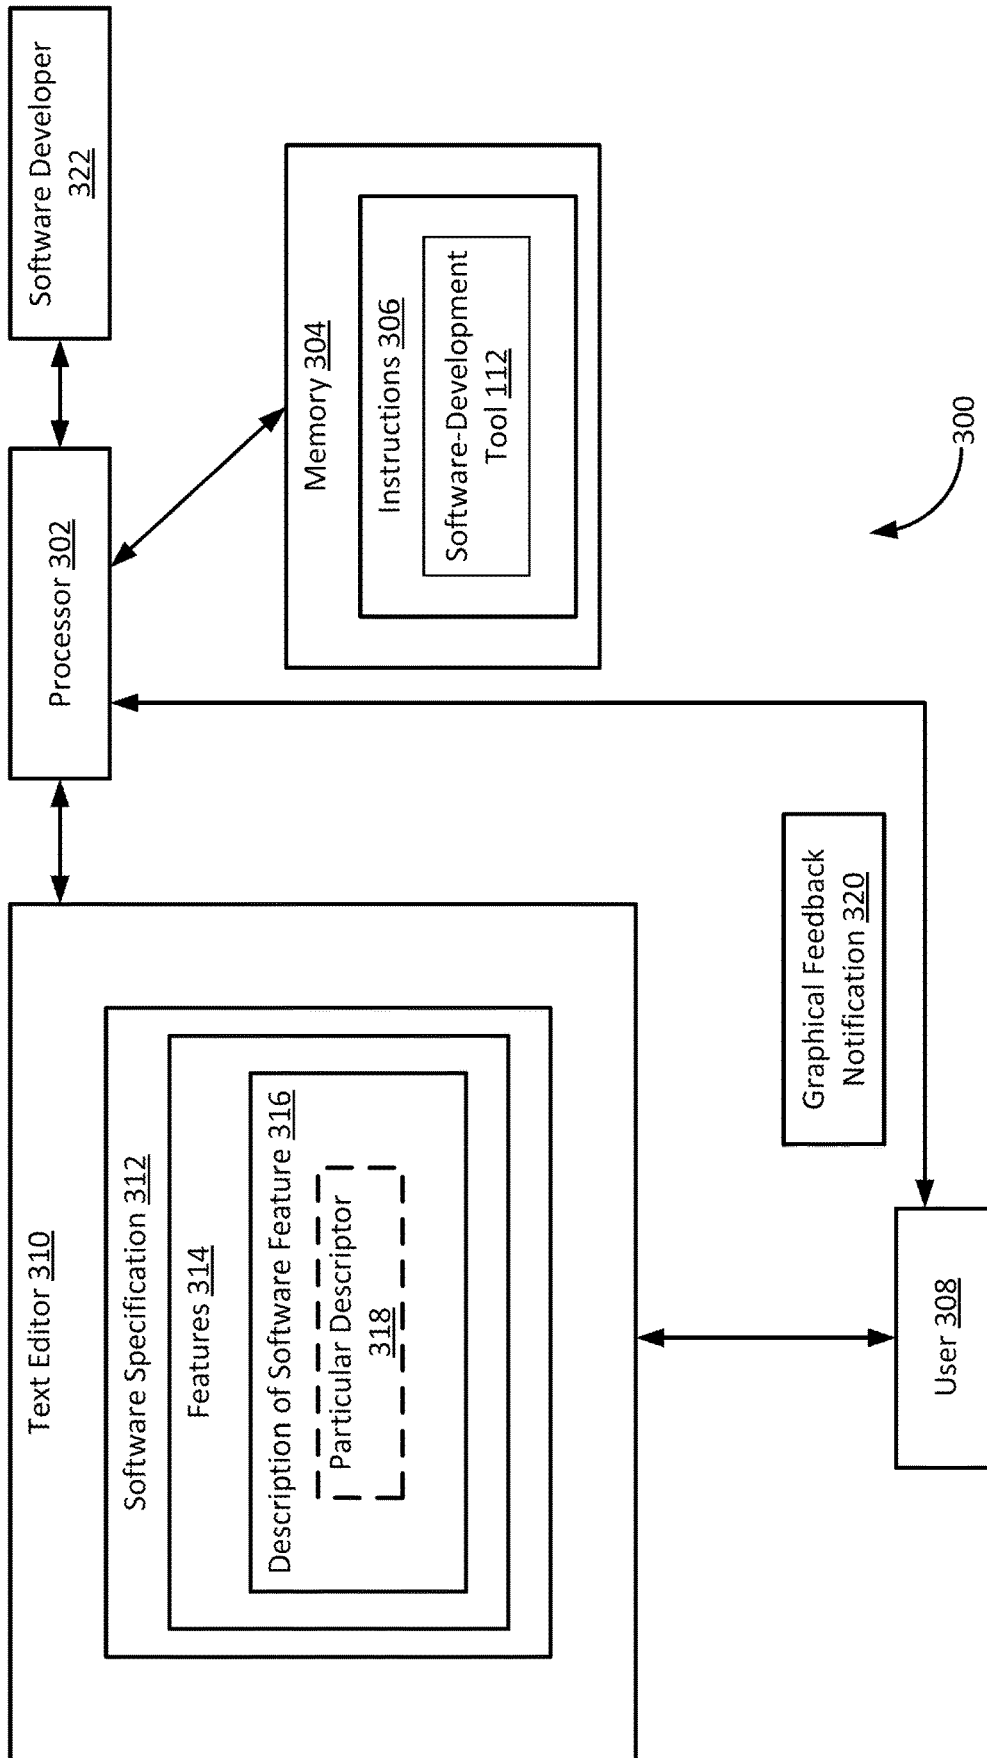 Text Editor 310
Software Specification 312
Features 314
Description of Software Feature 316
Particular Descriptor
318
Processor 302
Software Developer
322
Memory 304
Instructions 306
Software-Development
Tool 112
Graphical Feedback
Notification 320
User 308
300